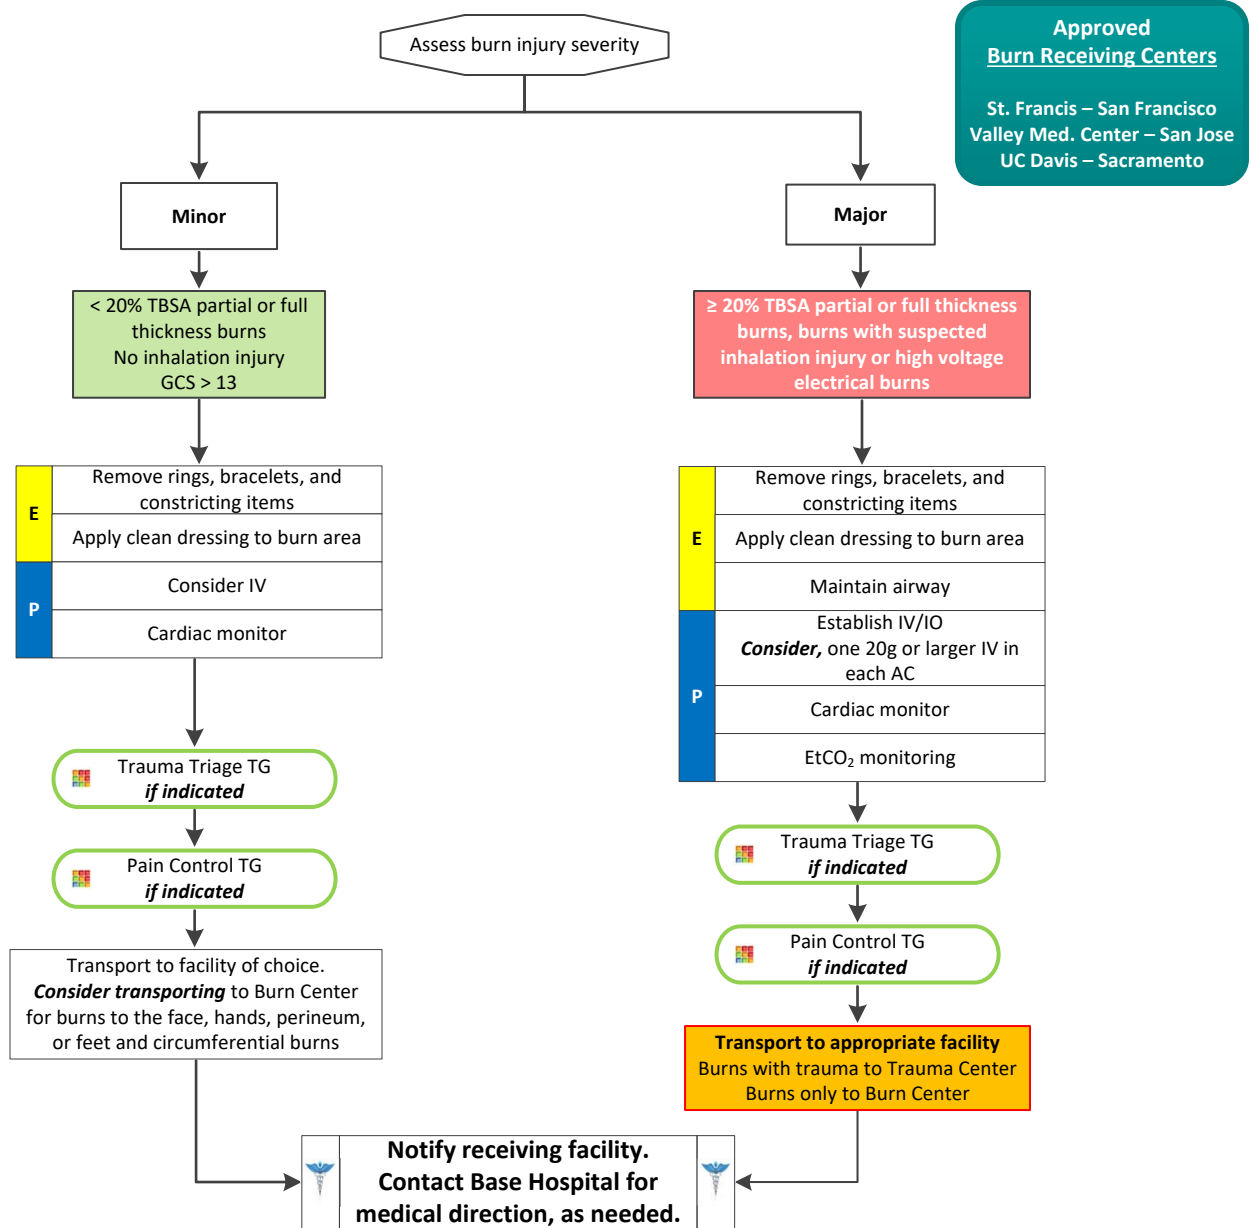 Assess burn injury severity
Approved
Burn Receiving Centers
St. Francis – San Francisco
Valley Med. Center – San Jose
UC Davis – Sacramento
Minor
< 20% TBSA partial or full
thickness burns
No inhalation injury
GCS > 13
E
Remove rings, bracelets, and
constricting items
Apply clean dressing to burn area
P
Consider IV
Cardiac monitor
Trauma Triage TG
if indicated
Pain Control TG
if indicated
Transport to facility of choice.
Consider transporting to Burn Center
for burns to the face, hands, perineum,
or feet and circumferential burns
Major
≥ 20% TBSA partial or full thickness
burns, burns with suspected
inhalation injury or high voltage
electrical burns
E
Remove rings, bracelets, and
constricting items
Apply clean dressing to burn area
Maintain airway
P
Establish IV/IO
Consider, one 20g or larger IV in
each AC
Cardiac monitor
EtCO₂ monitoring
Trauma Triage TG
if indicated
Pain Control TG
if indicated
Transport to appropriate facility
Burns with trauma to Trauma Center
Burns only to Burn Center
Notify receiving facility.
Contact Base Hospital for
medical direction, as needed.